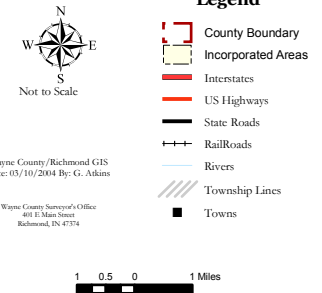 Legend
N
W E
S
Not to Scale
County Boundary
Incorporated Areas
Interstates
US Highways
State Roads
RailRoads
Rivers
Township Lines
Towns
County/Richmond GIS
03/10/2004 By: G. Atkins
Wayne County Surveyor's Office
401 E Main Street
Richmond, IN 47374
1 0.5 0 1 Miles